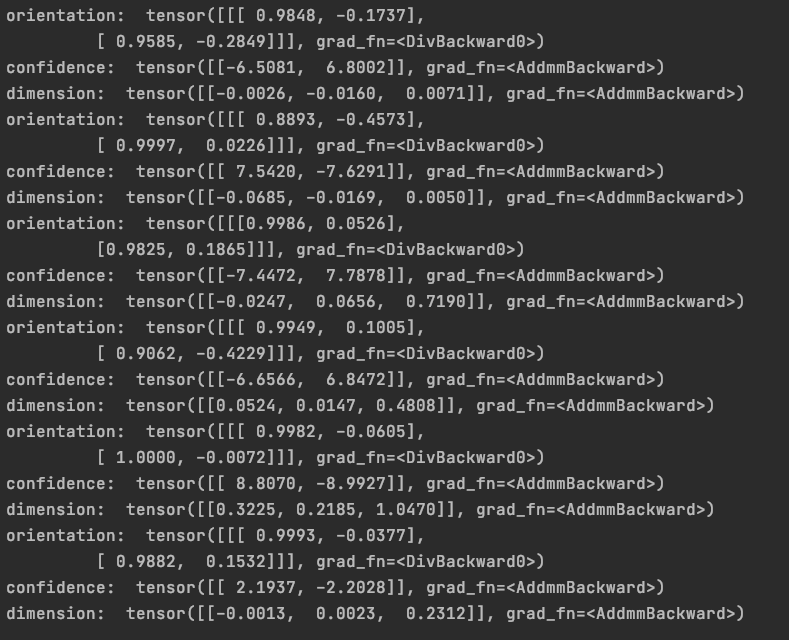 orientation:  tensor([[[ 0.9848, -0.1737],
         [ 0.9585, -0.2849]]], grad_fn=<DivBackward0>)
confidence:  tensor([[-6.5081,  6.8002]], grad_fn=<AddmmBackward>)
dimension:  tensor([[-0.0026, -0.0160,  0.0071]], grad_fn=<AddmmBackward>)
orientation:  tensor([[[ 0.8893, -0.4573],
         [ 0.9997,  0.0226]]], grad_fn=<DivBackward0>)
confidence:  tensor([[ 7.5420, -7.6291]], grad_fn=<AddmmBackward>)
dimension:  tensor([[-0.0685, -0.0169,  0.0050]], grad_fn=<AddmmBackward>)
orientation:  tensor([[[0.9986, 0.0526],
         [0.9825, 0.1865]]], grad_fn=<DivBackward0>)
confidence:  tensor([[-7.4472,  7.7878]], grad_fn=<AddmmBackward>)
dimension:  tensor([[-0.0247,  0.0656,  0.7190]], grad_fn=<AddmmBackward>)
orientation:  tensor([[[ 0.9949,  0.1005],
         [ 0.9062, -0.4229]]], grad_fn=<DivBackward0>)
confidence:  tensor([[-6.6566,  6.8472]], grad_fn=<AddmmBackward>)
dimension:  tensor([[0.0524, 0.0147, 0.4808]], grad_fn=<AddmmBackward>)
orientation:  tensor([[[ 0.9982, -0.0605],
         [ 1.0000, -0.0072]]], grad_fn=<DivBackward0>)
confidence:  tensor([[ 8.8070, -8.9927]], grad_fn=<AddmmBackward>)
dimension:  tensor([[0.3225, 0.2185, 1.0470]], grad_fn=<AddmmBackward>)
orientation:  tensor([[[ 0.9993, -0.0377],
         [ 0.9882,  0.1532]]], grad_fn=<DivBackward0>)
confidence:  tensor([[ 2.1937, -2.2028]], grad_fn=<AddmmBackward>)
dimension:  tensor([[-0.0013,  0.0023,  0.2312]], grad_fn=<AddmmBackward>)